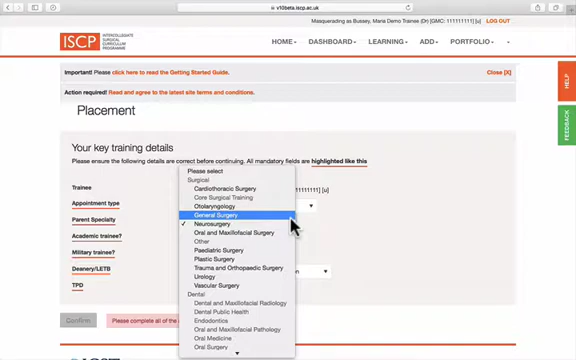 v10beta.iscp.ac.uk
Masquerading as Bussey, Maria Demo Trainee (Dr) (GMC: 111111111) [u] LOG OUT
ISCP INTERCOLLEGIATE SURGICAL CURRICULUM PROGRAMME
HOME DASHBOARD LEARNING ADD PORTFOLIO
Important! Please click here to read the Getting Started Guide. Close [X]
Action required! Read and agree to the latest site terms and conditions.
HELP
FEEDBACK
Placement
Your key training details
Please ensure the following details are correct before continuing. All mandatory fields are highlighted like this
Trainee
Appointment type
Parent Specialty
Academic trainee?
Military trainee?
Deanery/LETB
TPD
Please select
Surgical
Cardiothoracic Surgery
Core Surgical Training
Otolaryngology
General Surgery
✓ Neurosurgery
Oral and Maxillofacial Surgery
Other
Paediatric Surgery
Plastic Surgery
Trauma and Orthopaedic Surgery
Urology
Vascular Surgery
Dental
Dental and Maxillofacial Radiology
Dental Public Health
Endodontics
Oral and Maxillofacial Pathology
Oral Medicine
Oral Surgery
Confirm
Please complete all of the